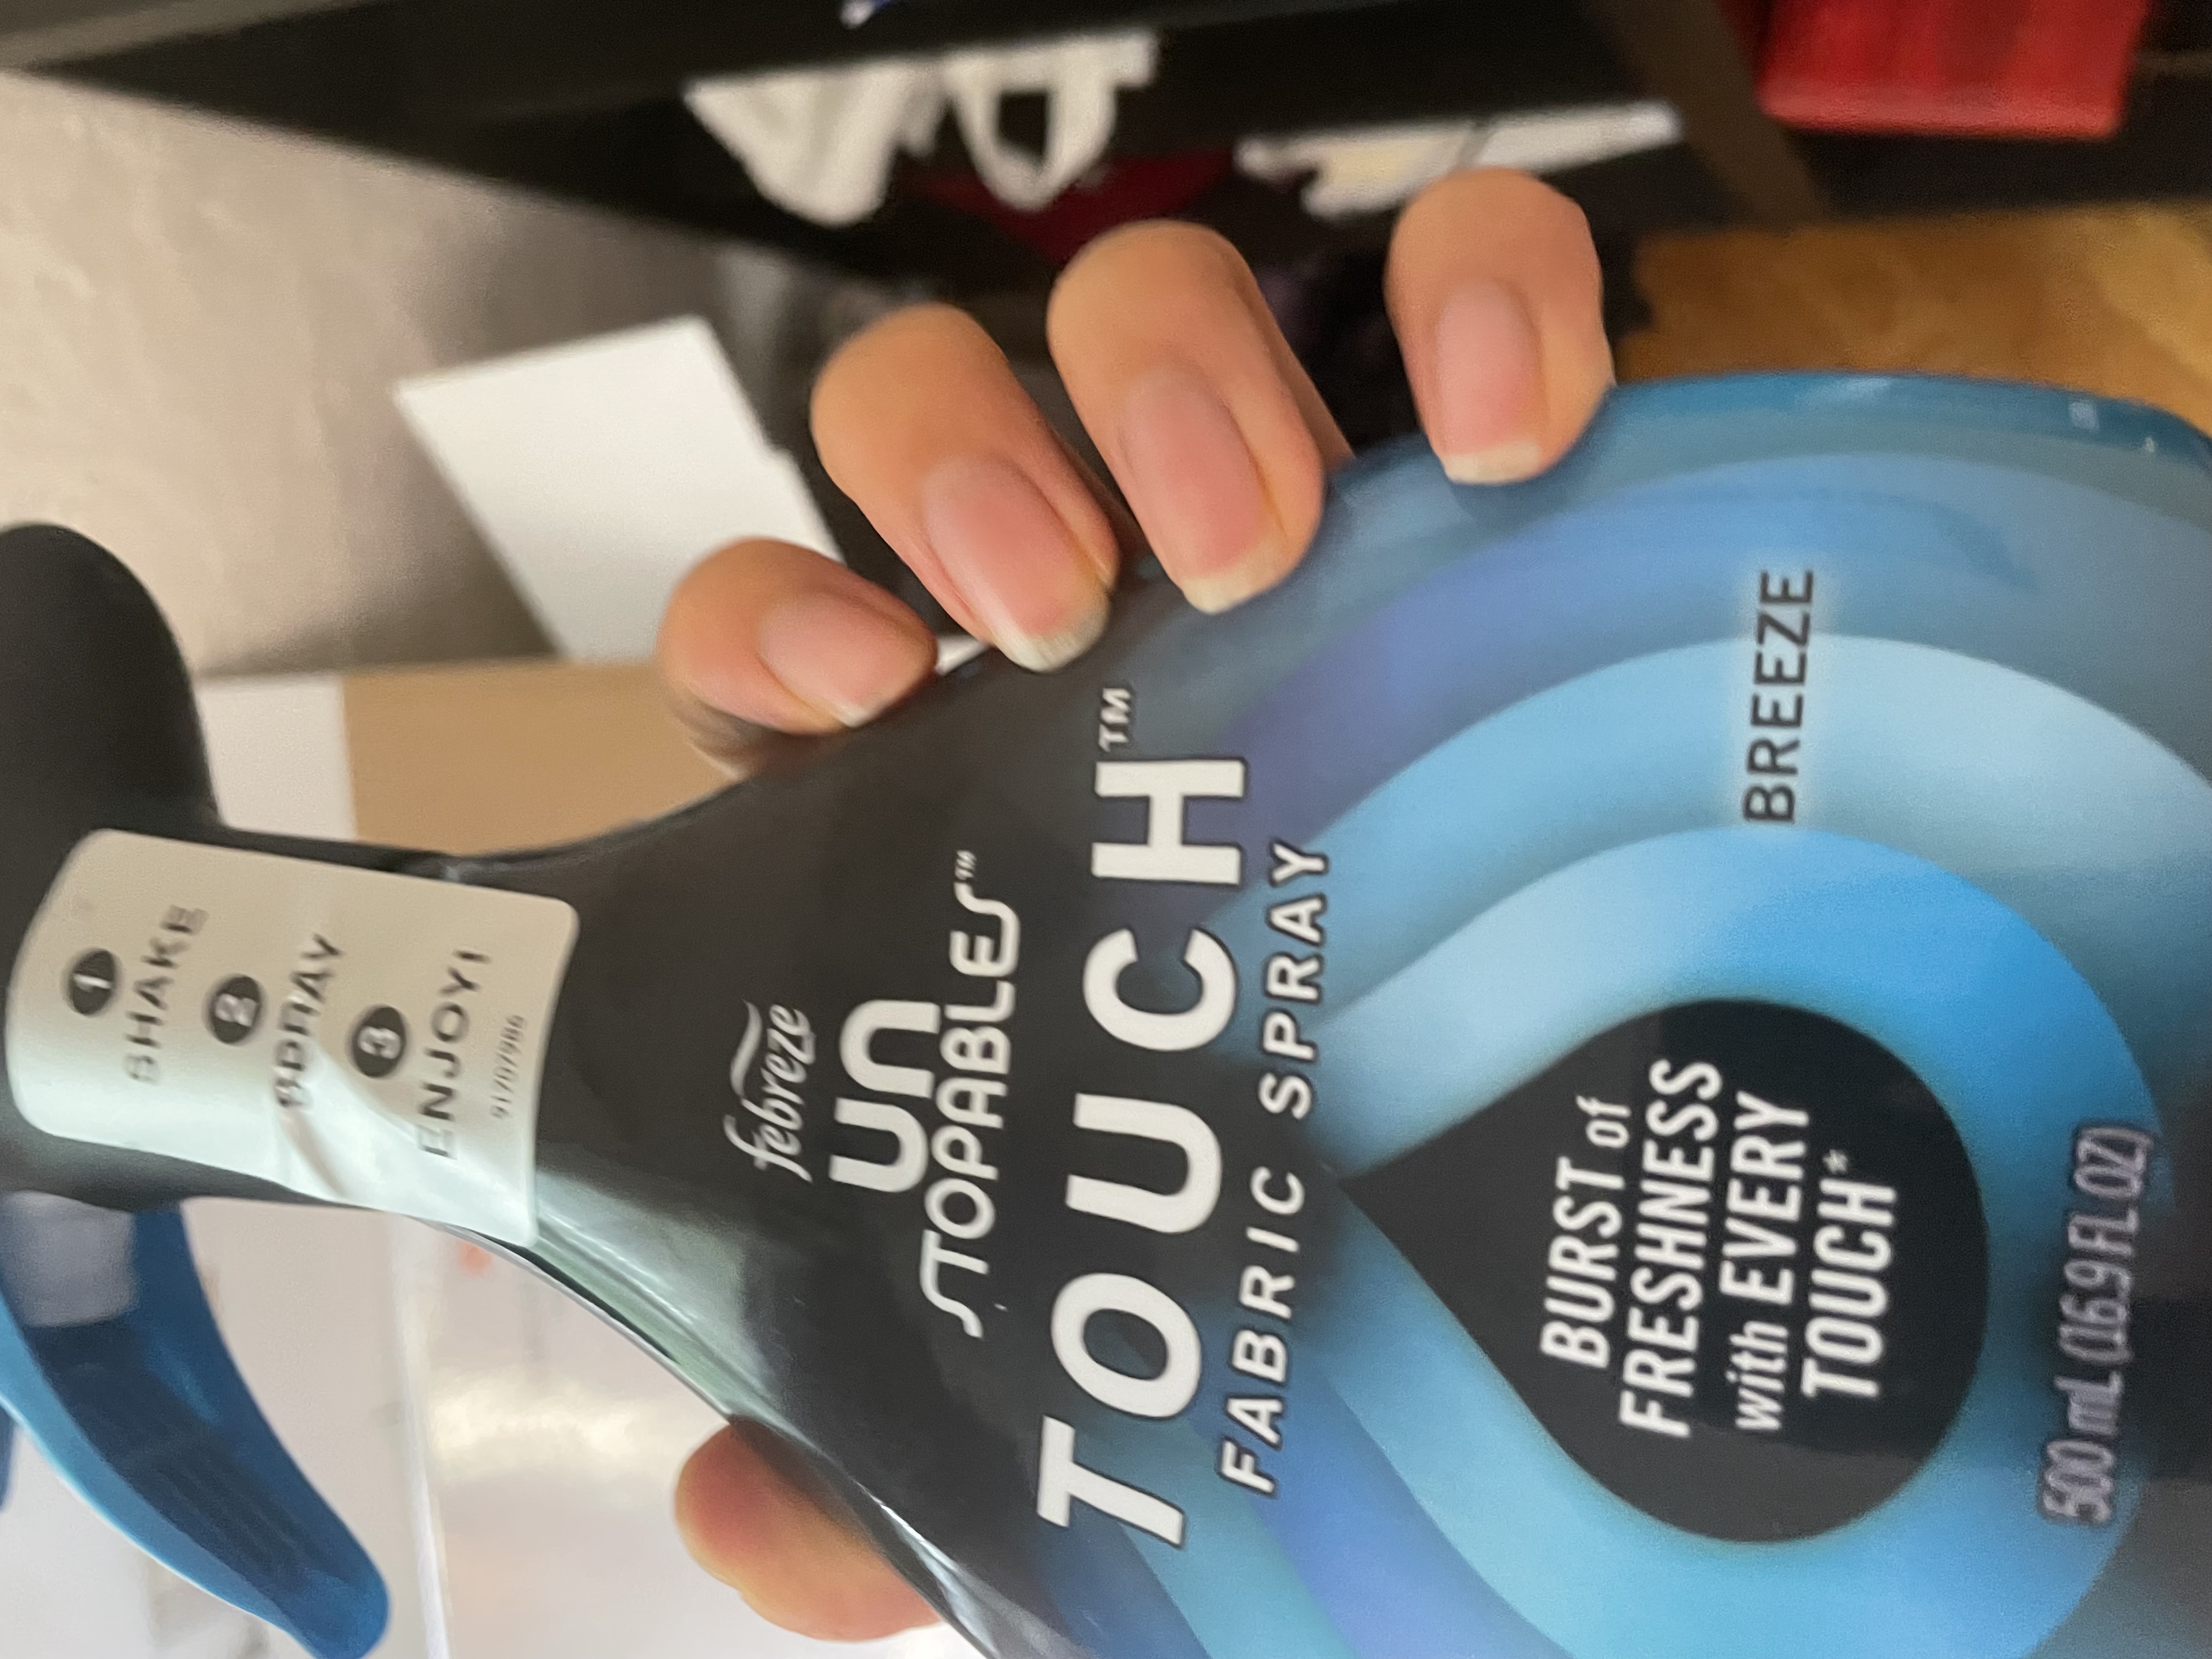 1
SHAKE
2
SPRAY
3
ENJOY!
91707986
febreze
UN
STOPABLES™
TOUCH™
FABRIC SPRAY
BURST of
FRESHNESS
with EVERY
TOUCH*
BREEZE
500 mL (16.9 FL OZ)